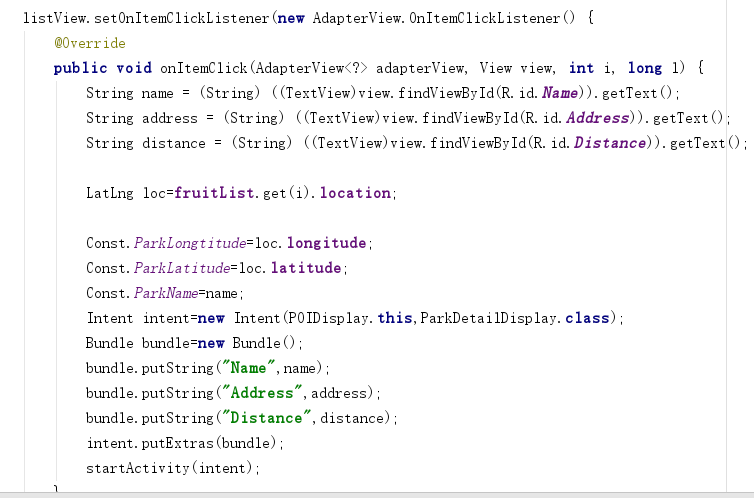 listView.setOnItemClickListener(new AdapterView.OnItemClickListener() {
@Override
public void onItemClick(AdapterView<?> adapterView, View view, int i, long l) {
String name = (String) ((TextView)view.findViewById(R.id.Name)).getText();
String address = (String) ((TextView)view.findViewById(R.id.Address)).getText();
String distance = (String) ((TextView)view.findViewById(R.id.Distance)).getText();
LatLng loc=fruitList.get(i).location;
Const.ParkLongtitude=loc.longitude;
Const.ParkLatitude=loc.latitude;
Const.ParkName=name;
Intent intent=new Intent(POIDisplay.this,ParkDetailDisplay.class);
Bundle bundle=new Bundle();
bundle.putString("Name",name);
bundle.putString("Address",address);
bundle.putString("Distance",distance);
intent.putExtras(bundle);
startActivity(intent);
}